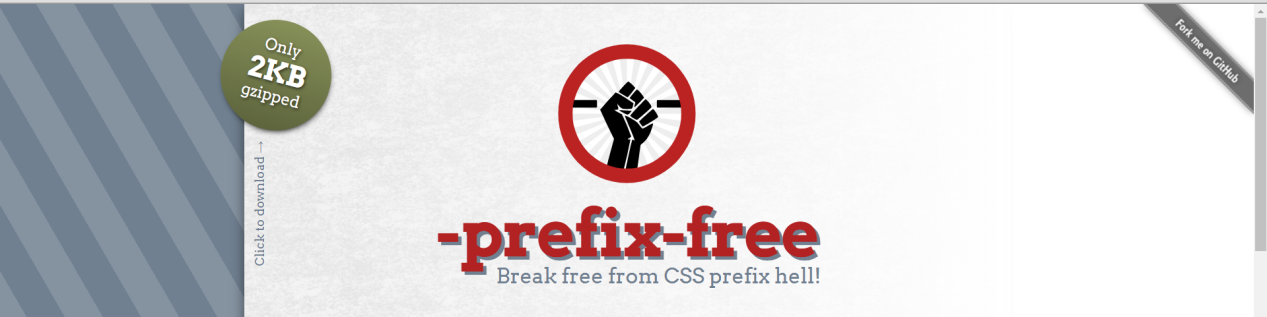 Only
2KB
gzipped
Click to download →
Fork me on GitHub
-prefix-free
Break free from CSS prefix hell!